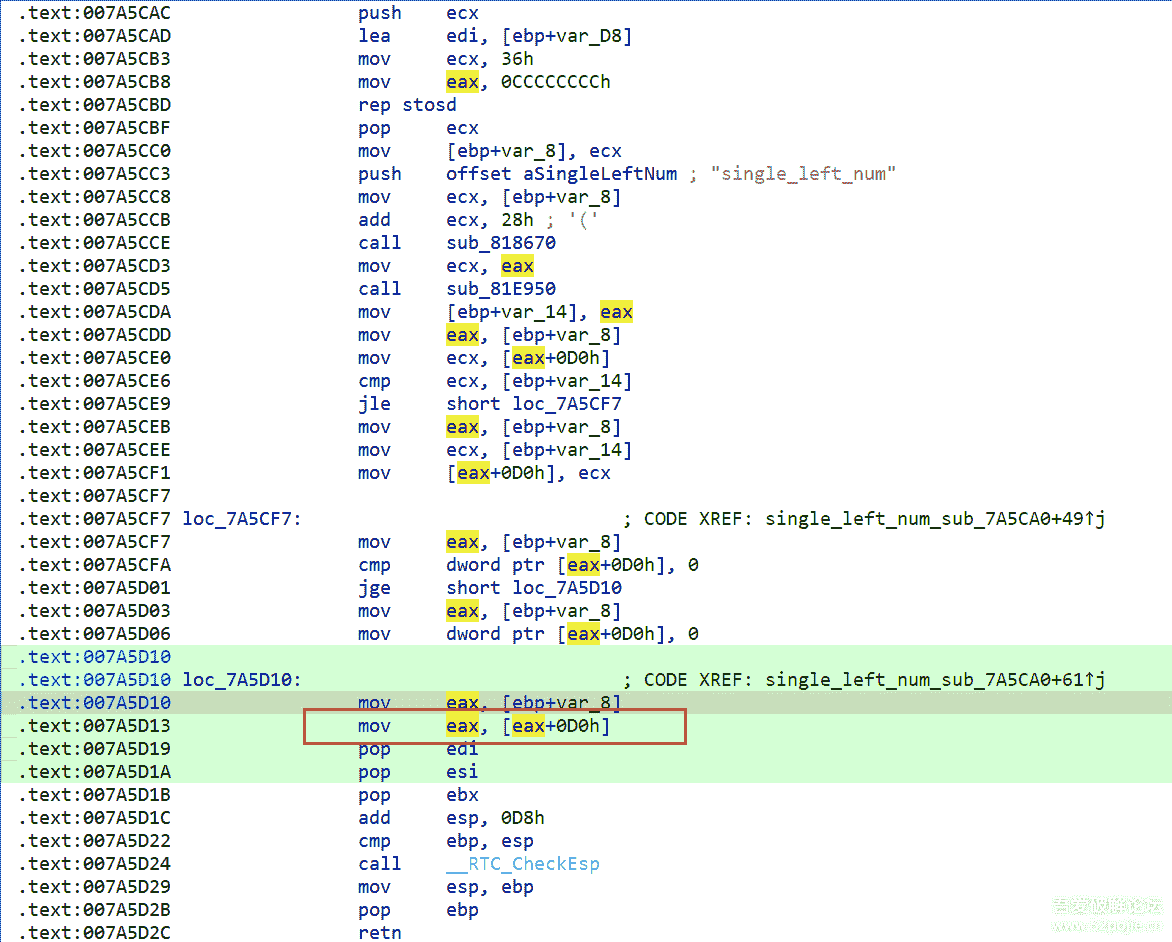 .text:007A5CAC push ecx
.text:007A5CAD lea edi, [ebp+var_D8]
.text:007A5CB3 mov ecx, 36h
.text:007A5CB8 mov eax, 0CCCCCCCCh
.text:007A5CBD rep stosd
.text:007A5CBF pop ecx
.text:007A5CC0 mov [ebp+var_8], ecx
.text:007A5CC3 push offset aSingleLeftNum ; "single_left_num"
.text:007A5CC8 mov ecx, [ebp+var_8]
.text:007A5CCB add ecx, 28h ; '('
.text:007A5CCE call sub_818670
.text:007A5CD3 mov ecx, eax
.text:007A5CD5 call sub_81E950
.text:007A5CDA mov [ebp+var_14], eax
.text:007A5CDD mov eax, [ebp+var_8]
.text:007A5CE0 mov ecx, [eax+0D0h]
.text:007A5CE6 cmp ecx, [ebp+var_14]
.text:007A5CE9 jle short loc_7A5CF7
.text:007A5CEB mov eax, [ebp+var_8]
.text:007A5CEE mov ecx, [ebp+var_14]
.text:007A5CF1 mov [eax+0D0h], ecx
.text:007A5CF7
.text:007A5CF7 loc_7A5CF7: ; CODE XREF: single_left_num_sub_7A5CA0+49↑j
.text:007A5CF7 mov eax, [ebp+var_8]
.text:007A5CFA cmp dword ptr [eax+0D0h], 0
.text:007A5D01 jge short loc_7A5D10
.text:007A5D03 mov eax, [ebp+var_8]
.text:007A5D06 mov dword ptr [eax+0D0h], 0
.text:007A5D10
.text:007A5D10 loc_7A5D10: ; CODE XREF: single_left_num_sub_7A5CA0+61↑j
.text:007A5D10 mov eax, [ebp+var_8]
.text:007A5D13 mov eax, [eax+0D0h]
.text:007A5D19 pop edi
.text:007A5D1A pop esi
.text:007A5D1B pop ebx
.text:007A5D1C add esp, 0D8h
.text:007A5D22 cmp ebp, esp
.text:007A5D24 call __RTC_CheckEsp
.text:007A5D29 mov esp, ebp
.text:007A5D2B pop ebp
.text:007A5D2C retn